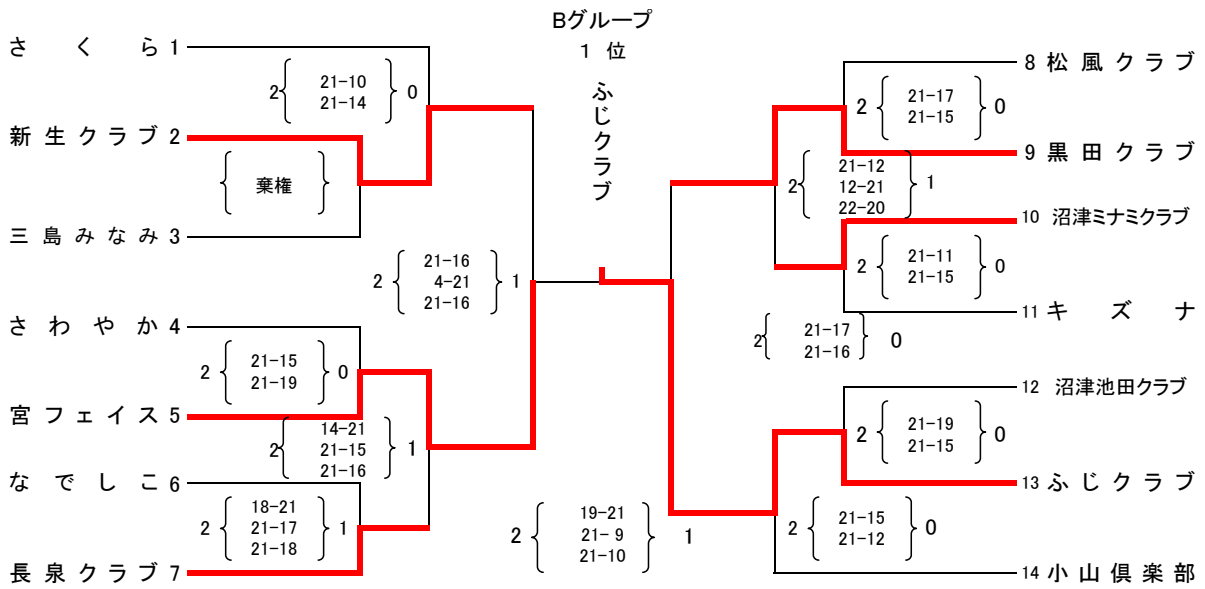 Bグループ
1 位
ふじクラブ
さくら 1
2 21-10 0
21-14
新生クラブ 2
棄権
三島みなみ 3
21-16
2 4-21 1
21-16
さわやか 4
2 21-15 0
21-19
宮フェイス 5
14-21
2 21-15 1
21-16
なでしこ 6
18-21
2 21-17 1
21-18
長泉クラブ 7
8 松風クラブ
2 21-17 0
21-15
9 黒田クラブ
21-12
2 12-21 1
22-20
10 沼津ミナミクラブ
2 21-11 0
21-15
11 キズナ
2 21-17 0
21-16
12 沼津池田クラブ
2 21-19 0
21-15
13 ふじクラブ
2 21-15 0
21-12
14 小山倶楽部
19-21
2 21- 9 1
21-10